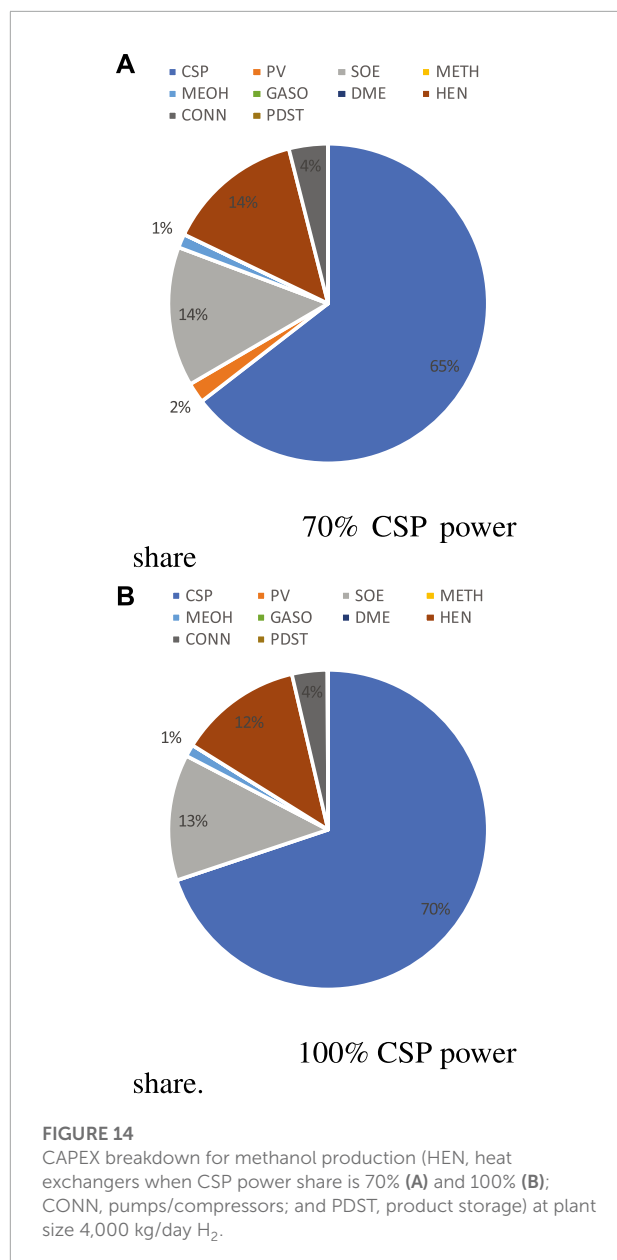 A
CSP PV SOE METH
MEOH GASO DME HEN
CONN PDST
4%
14%
1%
14%
65%
2%
70% CSP power
share
B
CSP PV SOE METH
MEOH GASO DME HEN
CONN PDST
4%
12%
1%
13%
70%
100% CSP power
share.
FIGURE 14
CAPEX breakdown for methanol production (HEN, heat
exchangers when CSP power share is 70% (A) and 100% (B);
CONN, pumps/compressors; and PDST, product storage) at plant
size 4,000 kg/day H₂.